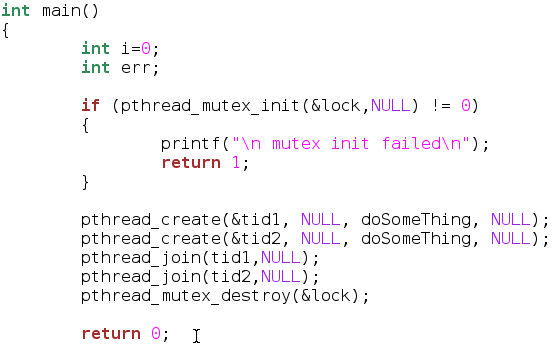 int main()
{
        int i=0;
        int err;

        if (pthread_mutex_init(&lock,NULL) != 0)
        {
                printf("\n mutex init failed\n");
                return 1;
        }

        pthread_create(&tid1, NULL, doSomeThing, NULL);
        pthread_create(&tid2, NULL, doSomeThing, NULL);
        pthread_join(tid1,NULL);
        pthread_join(tid2,NULL);
        pthread_mutex_destroy(&lock);

        return 0;